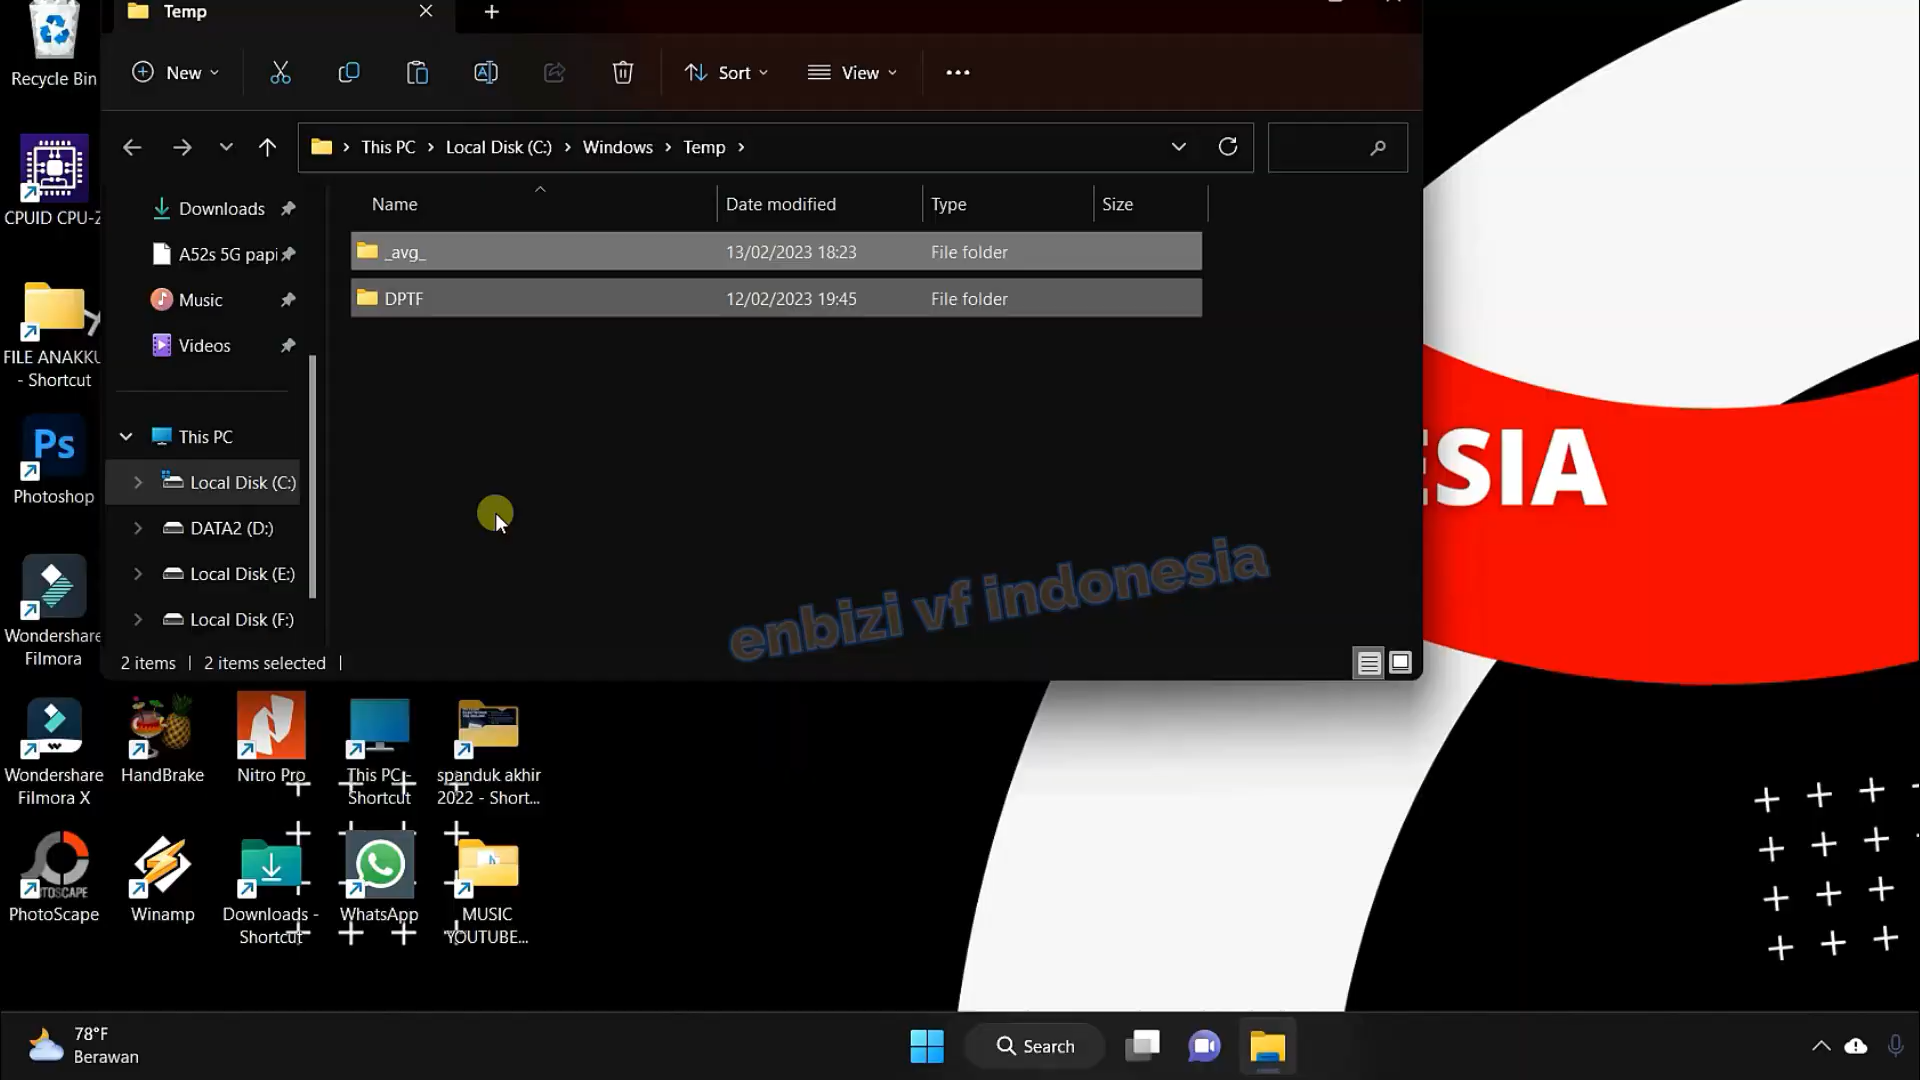 Temp
Recycle Bin
New
Sort
View
CPUID CPU-Z
This PC
Local Disk (C:)
Windows
Temp
Downloads
A52s 5G papi
Music
Videos
Name
Date modified
Type
Size
_avg_
13/02/2023 18:23
File folder
DPTF
12/02/2023 19:45
File folder
FILE ANAKKU
- Shortcut
This PC
Local Disk (C:)
DATA2 (D:)
Local Disk (E:)
Local Disk (F:)
Ps
Photoshop
ESIA
enbizi vf indonesia
Wondershare
Filmora
2 items
2 items selected
Wondershare
Filmora X
HandBrake
Nitro Pro
This PC -
Shortcut
spanduk akhir
2022 - Short...
PhotoScape
Winamp
Downloads -
Shortcut
WhatsApp
MUSIC
YOUTUBE...
78°F
Berawan
Search